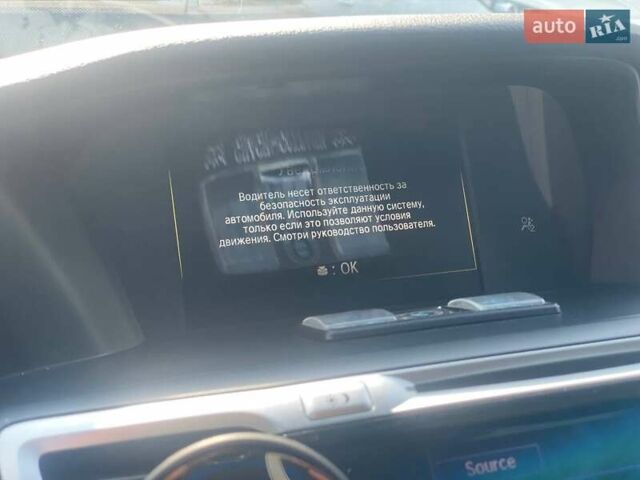 auto RIA .com
Водитель несет ответственность за
безопасность эксплуатации
автомобиля. Используйте данную систему,
только если это позволяют условия
движения. Смотри руководство пользователя.
: OK
Source